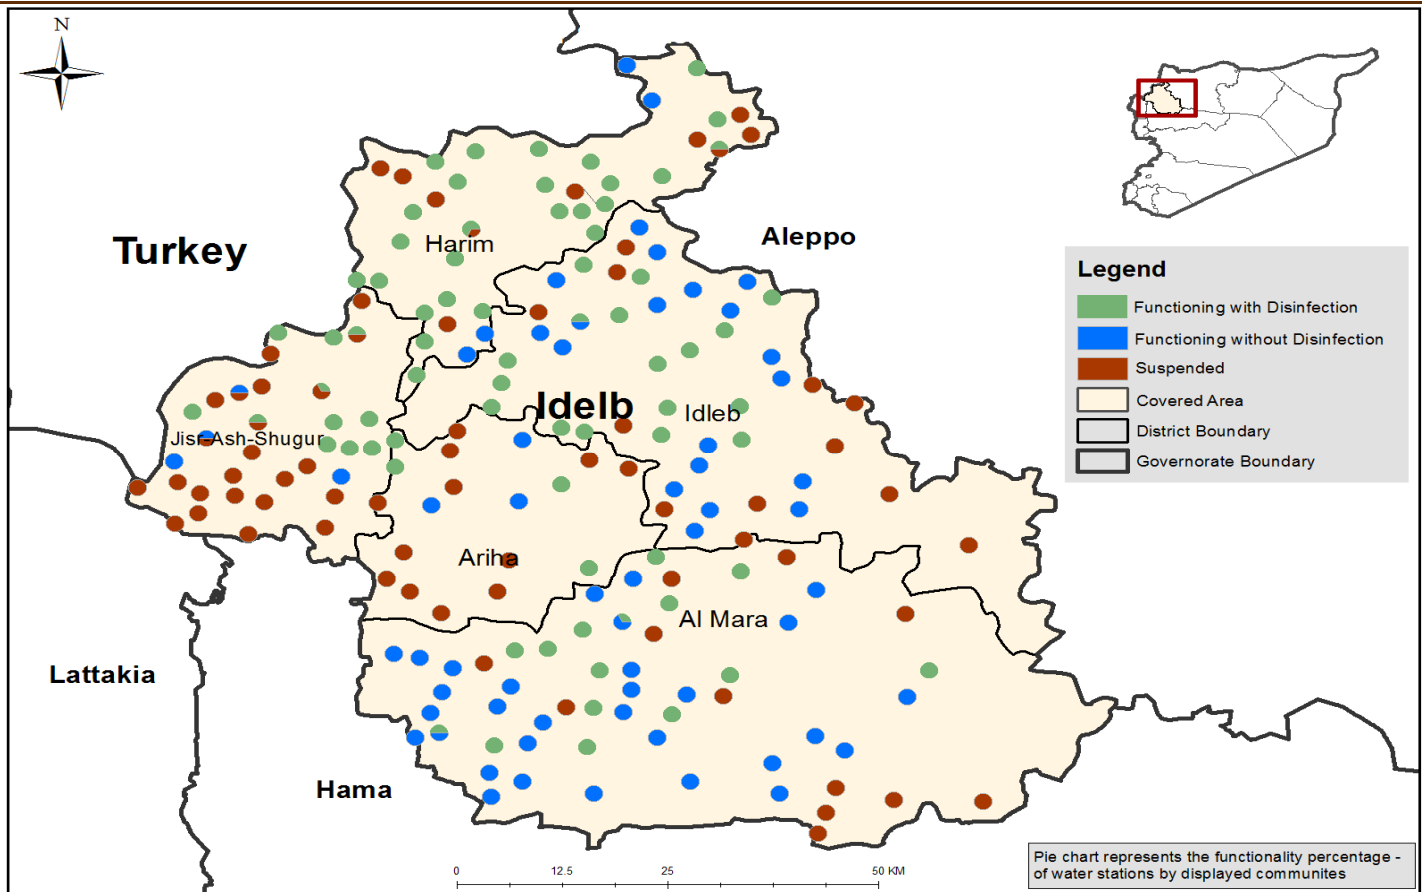 N
Turkey
Harim
Aleppo
Legend
Functioning with Disinfection
Functioning without Disinfection
Suspended
Covered Area
District Boundary
Governorate Boundary
Idelb
Idleb
Jisr-Ash-Shugur
Ariha
Al Mara
Lattakia
Hama
0 12.5 25 50 KM
Pie chart represents the functionality percentage -
of water stations by displayed communites